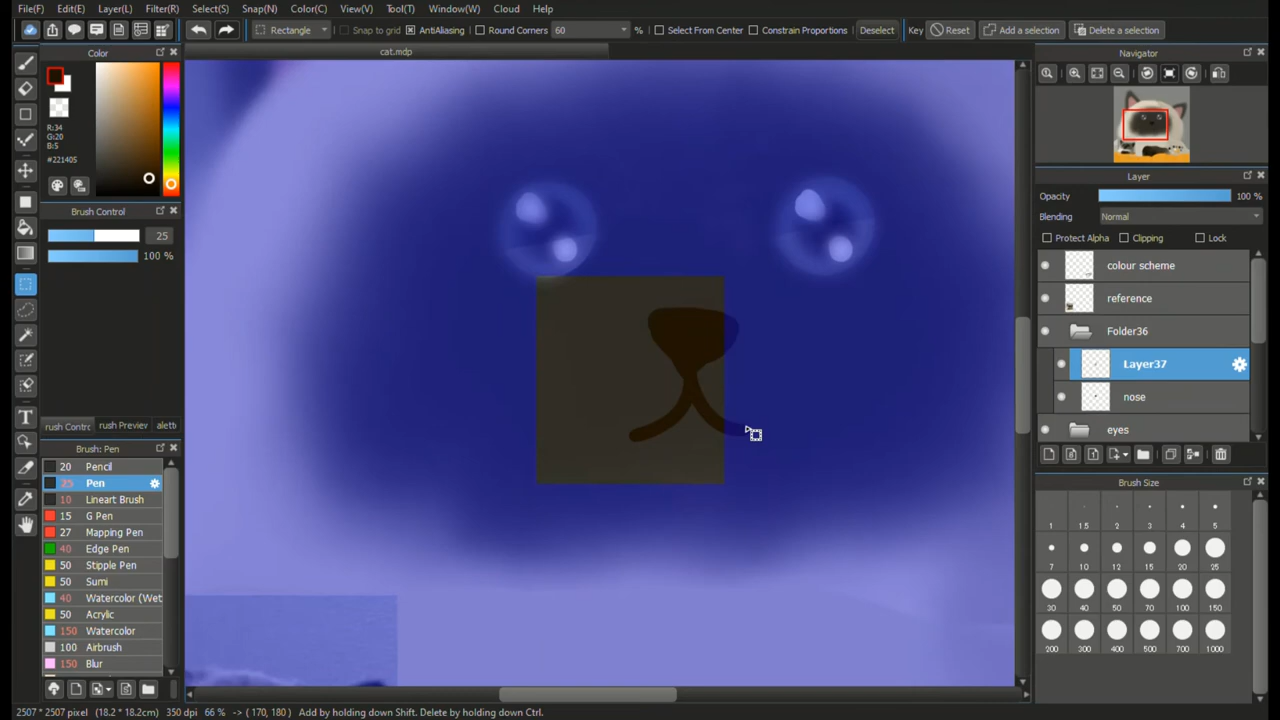 File(F) Edit(E) Layer(L) Filter(R) Select(S) Snap(N) Color(C) View(V) Tool(T) Window(W) Cloud Help
Rectangle Snap to grid AntiAliasing Round Corners 60 % Select From Center Constrain Proportions Deselect Key Reset Add a selection Delete a selection
cat.mdp
Color
R:34
G:20
B:5
#221405
Brush Control
25
100 %
rush Contrc rush Preview aletti
Brush: Pen
20 Pencil
25 Pen
10 Lineart Brush
15 G Pen
27 Mapping Pen
40 Edge Pen
50 Stipple Pen
50 Sumi
40 Watercolor (Wet
50 Acrylic
150 Watercolor
100 Airbrush
150 Blur
Navigator
Layer
Opacity 100 %
Blending Normal
Protect Alpha Clipping Lock
colour scheme
reference
Folder36
Layer37
nose
eyes
Brush Size
1 1.5 2 3 4 5
7 10 12 15 20 25
30 40 50 70 100 150
200 300 400 500 700 1000
2507 * 2507 pixel (18.2 * 18.2cm) 350 dpi 66 % -> ( 170, 180 ) Add by holding down Shift. Delete by holding down Ctrl.